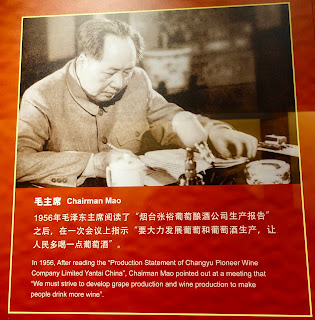 毛主席 Chairman Mao
1956年毛泽东主席阅读了“烟台张裕葡萄酿酒公司生产报告”
之后，在一次会议上指示“要大力发展葡萄和葡萄酒生产，让
人民多喝一点葡萄酒”。
In 1956, After reading the “Production Statement of Changyu Pioneer Wine
Company Limited Yantai China”, Chairman Mao pointed out at a meeting that
“We must strive to develop grape production and wine production to make
people drink more wine”.